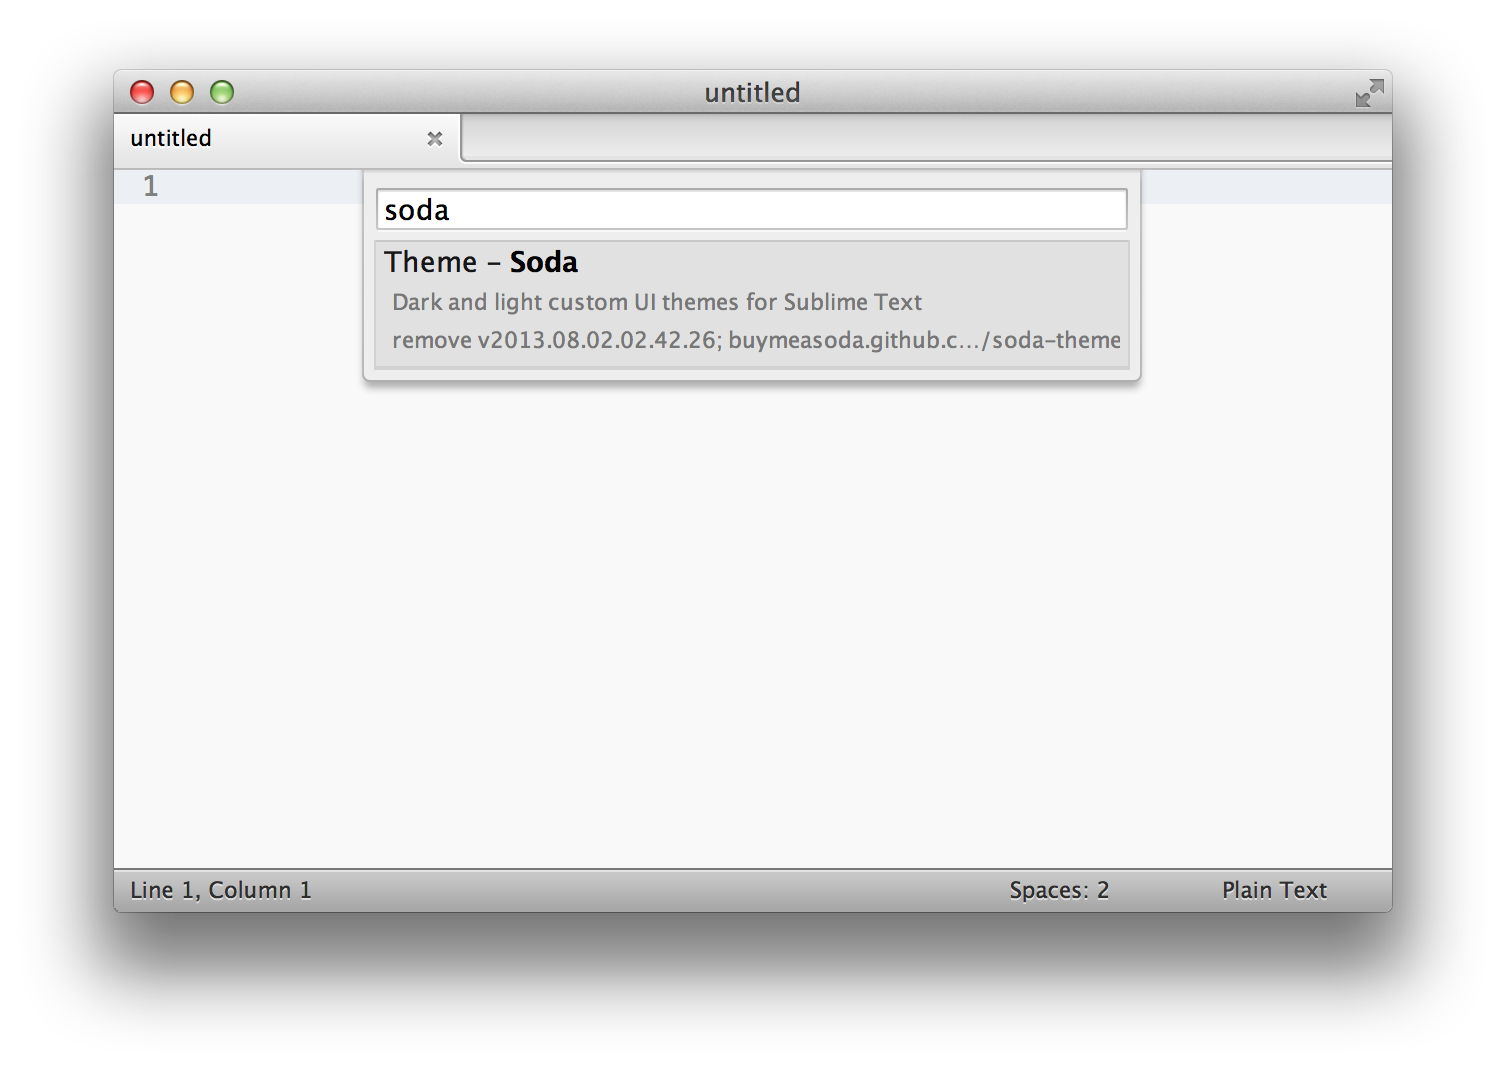 untitled
untitled
1
soda
Theme – Soda
Dark and light custom UI themes for Sublime Text
remove v2013.08.02.02.42.26; buymeasoda.github.c…/soda-theme
Line 1, Column 1
Spaces: 2
Plain Text